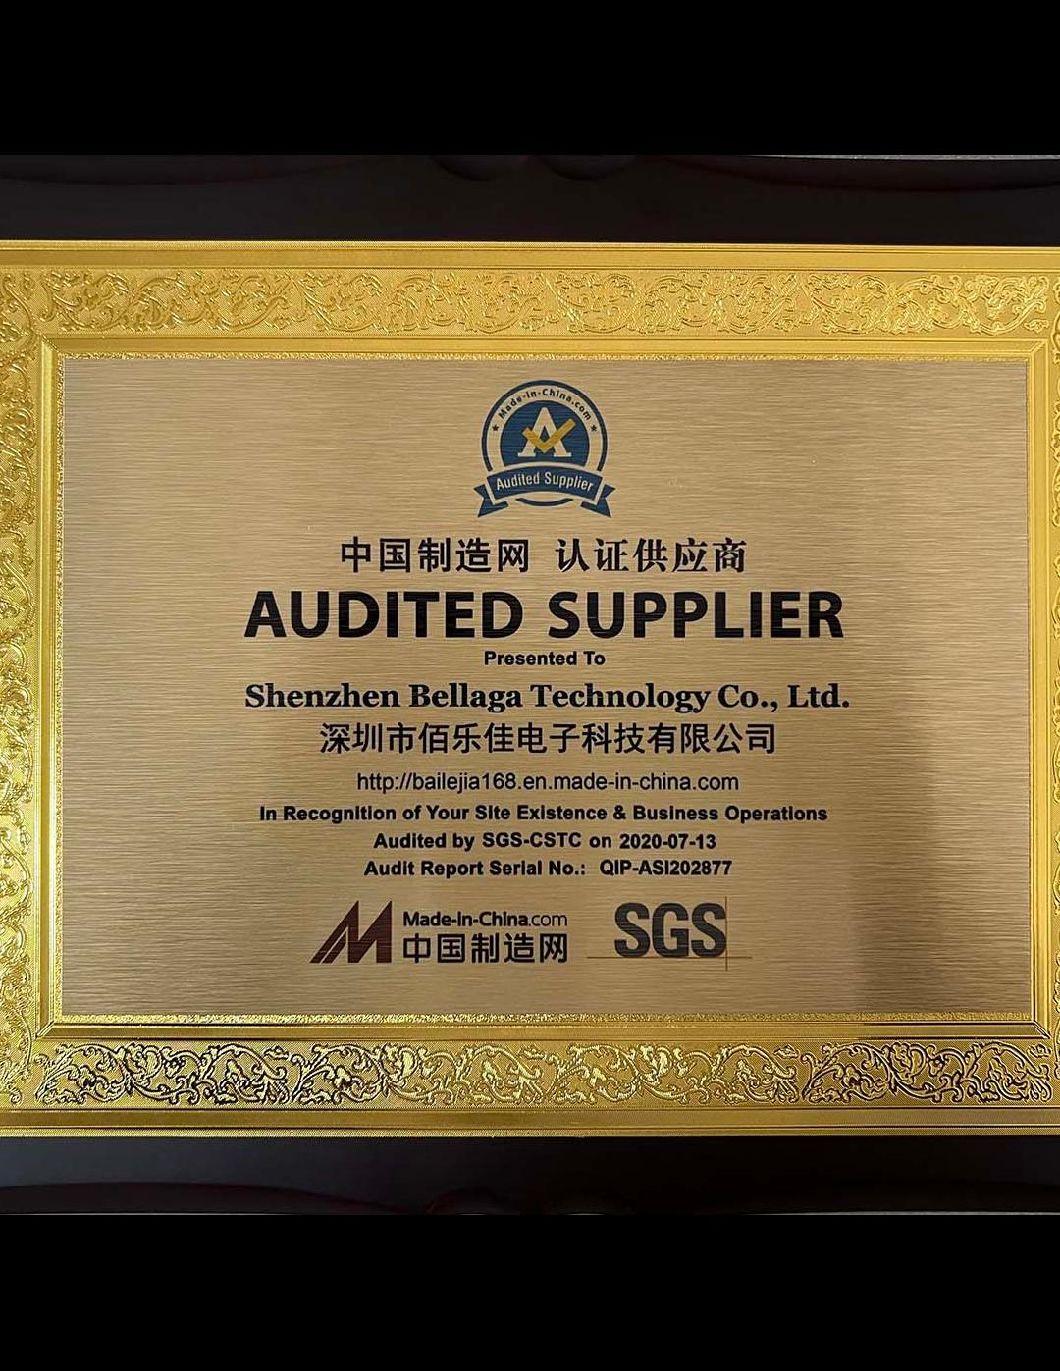 Made-in-China.com
A
Audited Supplier
中国制造网 认证供应商
AUDITED SUPPLIER
Presented To
Shenzhen Bellaga Technology Co., Ltd.
深圳市佰乐佳电子科技有限公司
http://bailejia168.en.made-in-china.com
In Recognition of Your Site Existence & Business Operations
Audited by SGS-CSTC on 2020-07-13
Audit Report Serial No.: QIP-ASI202877
Made-in-China.com
中国制造网
SGS